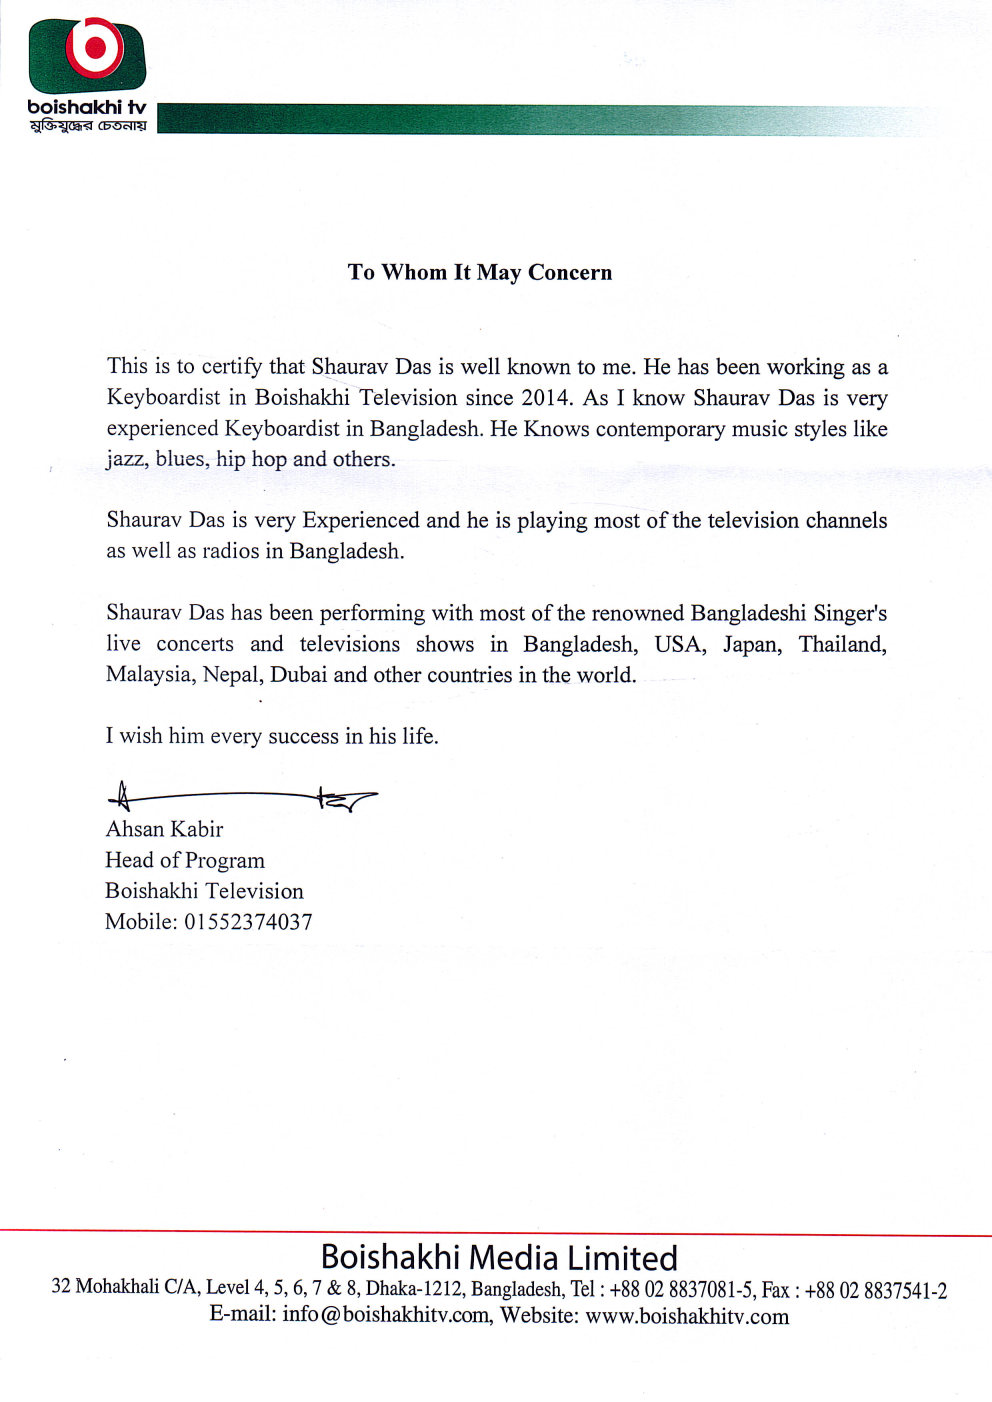 b
boishakhi tv
মুক্তিযুদ্ধের চেতনায়
To Whom It May Concern
This is to certify that Shaurav Das is well known to me. He has been working as a
Keyboardist in Boishakhi Television since 2014. As I know Shaurav Das is very
experienced Keyboardist in Bangladesh. He Knows contemporary music styles like
jazz, blues, hip hop and others.
Shaurav Das is very Experienced and he is playing most of the television channels
as well as radios in Bangladesh.
Shaurav Das has been performing with most of the renowned Bangladeshi Singer's
live concerts and televisions shows in Bangladesh, USA, Japan, Thailand,
Malaysia, Nepal, Dubai and other countries in the world.
I wish him every success in his life.
Ahsan Kabir
Head of Program
Boishakhi Television
Mobile: 01552374037
Boishakhi Media Limited
32 Mohakhali C/A, Level 4, 5, 6, 7 & 8, Dhaka-1212, Bangladesh, Tel : +88 02 8837081-5, Fax : +88 02 8837541-2
E-mail: info@boishakhitv.com, Website: www.boishakhitv.com